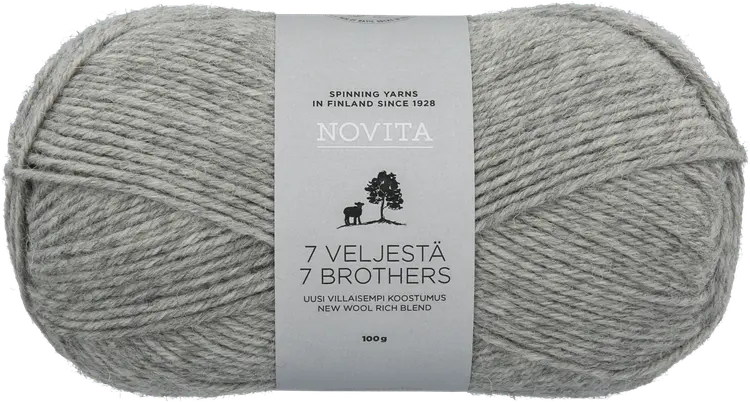 SPINNING YARNS
IN FINLAND SINCE 1928
NOVITA
7 VELJESTÄ
7 BROTHERS
UUSI VILLAISEMPI KOOSTUMUS
NEW WOOL RICH BLEND
100g